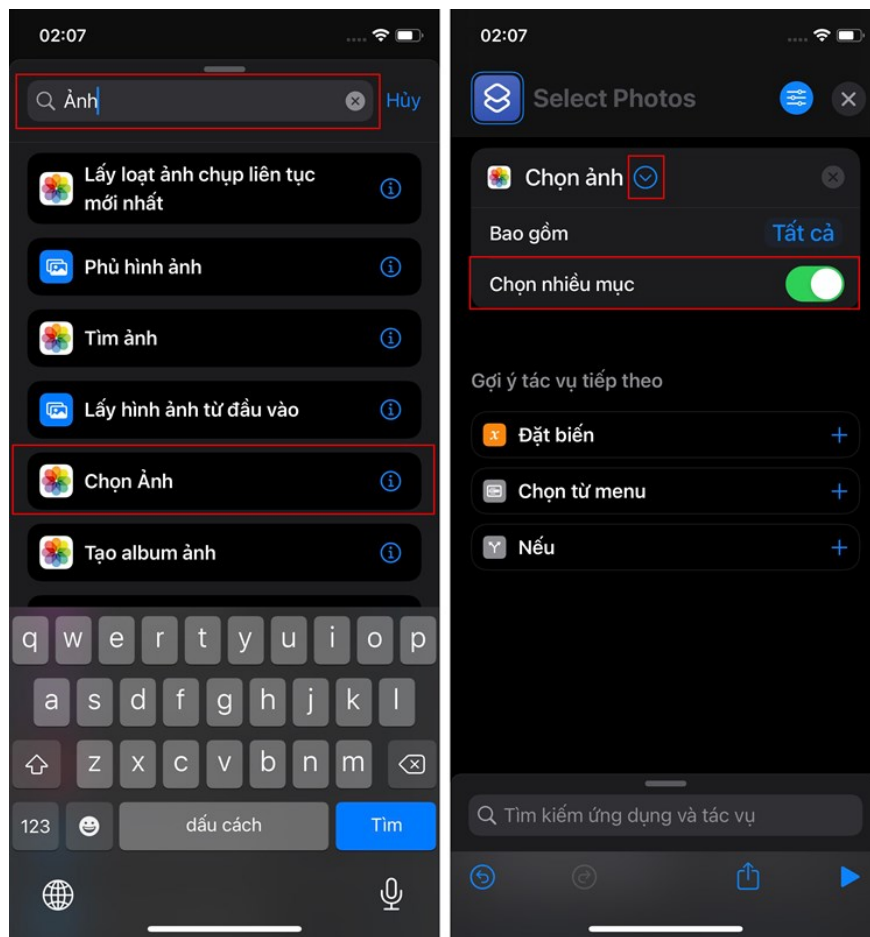 02:07
Ảnh
Hủy
Lấy loạt ảnh chụp liên tục
mới nhất
Phủ hình ảnh
Tìm ảnh
Lấy hình ảnh từ đầu vào
Chọn Ảnh
Tạo album ảnh
q w e r t y u i o p
a s d f g h j k l
z x c v b n m
123 dấu cách Tìm
02:07
Select Photos
Chọn ảnh
Bao gồm Tất cả
Chọn nhiều mục
Gợi ý tác vụ tiếp theo
x Đặt biến
Chọn từ menu
Nếu
Tìm kiếm ứng dụng và tác vụ